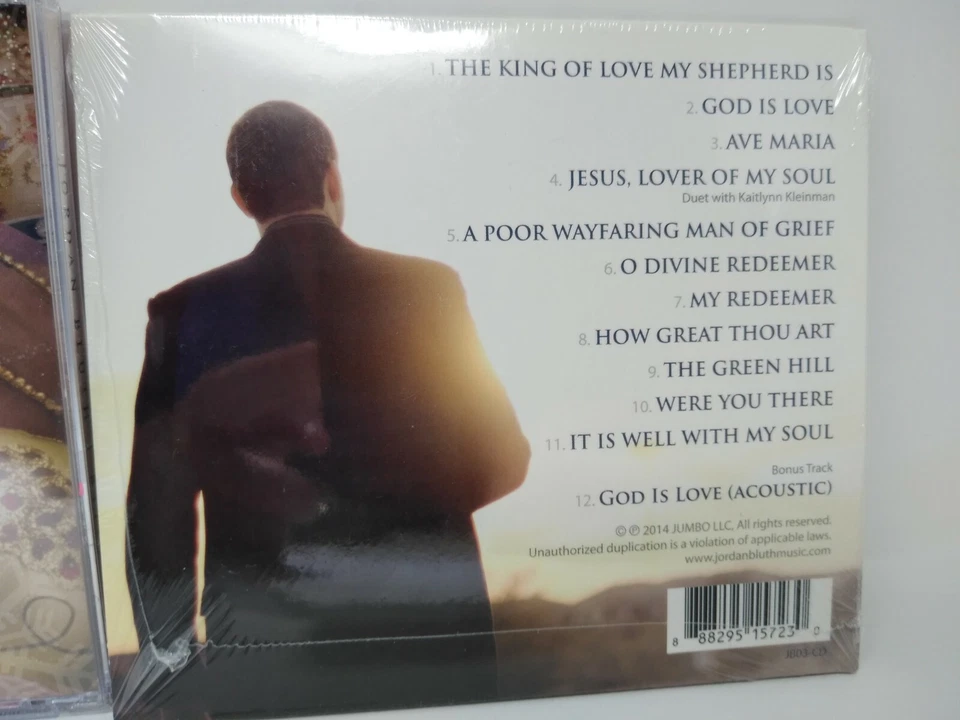 1. THE KING OF LOVE MY SHEPHERD IS
2. GOD IS LOVE
3. AVE MARIA
4. JESUS, LOVER OF MY SOUL
Duet with Kaitlynn Kleinman
5. A POOR WAYFARING MAN OF GRIEF
6. O DIVINE REDEEMER
7. MY REDEEMER
8. HOW GREAT THOU ART
9. THE GREEN HILL
10. WERE YOU THERE
11. IT IS WELL WITH MY SOUL
Bonus Track
12. GOD IS LOVE (ACOUSTIC)
© ℗ 2014 JUMBO LLC, All rights reserved.
Unauthorized duplication is a violation of applicable laws.
www.jordanbluthmusic.com
8 88295 15723 0
JB03-CD